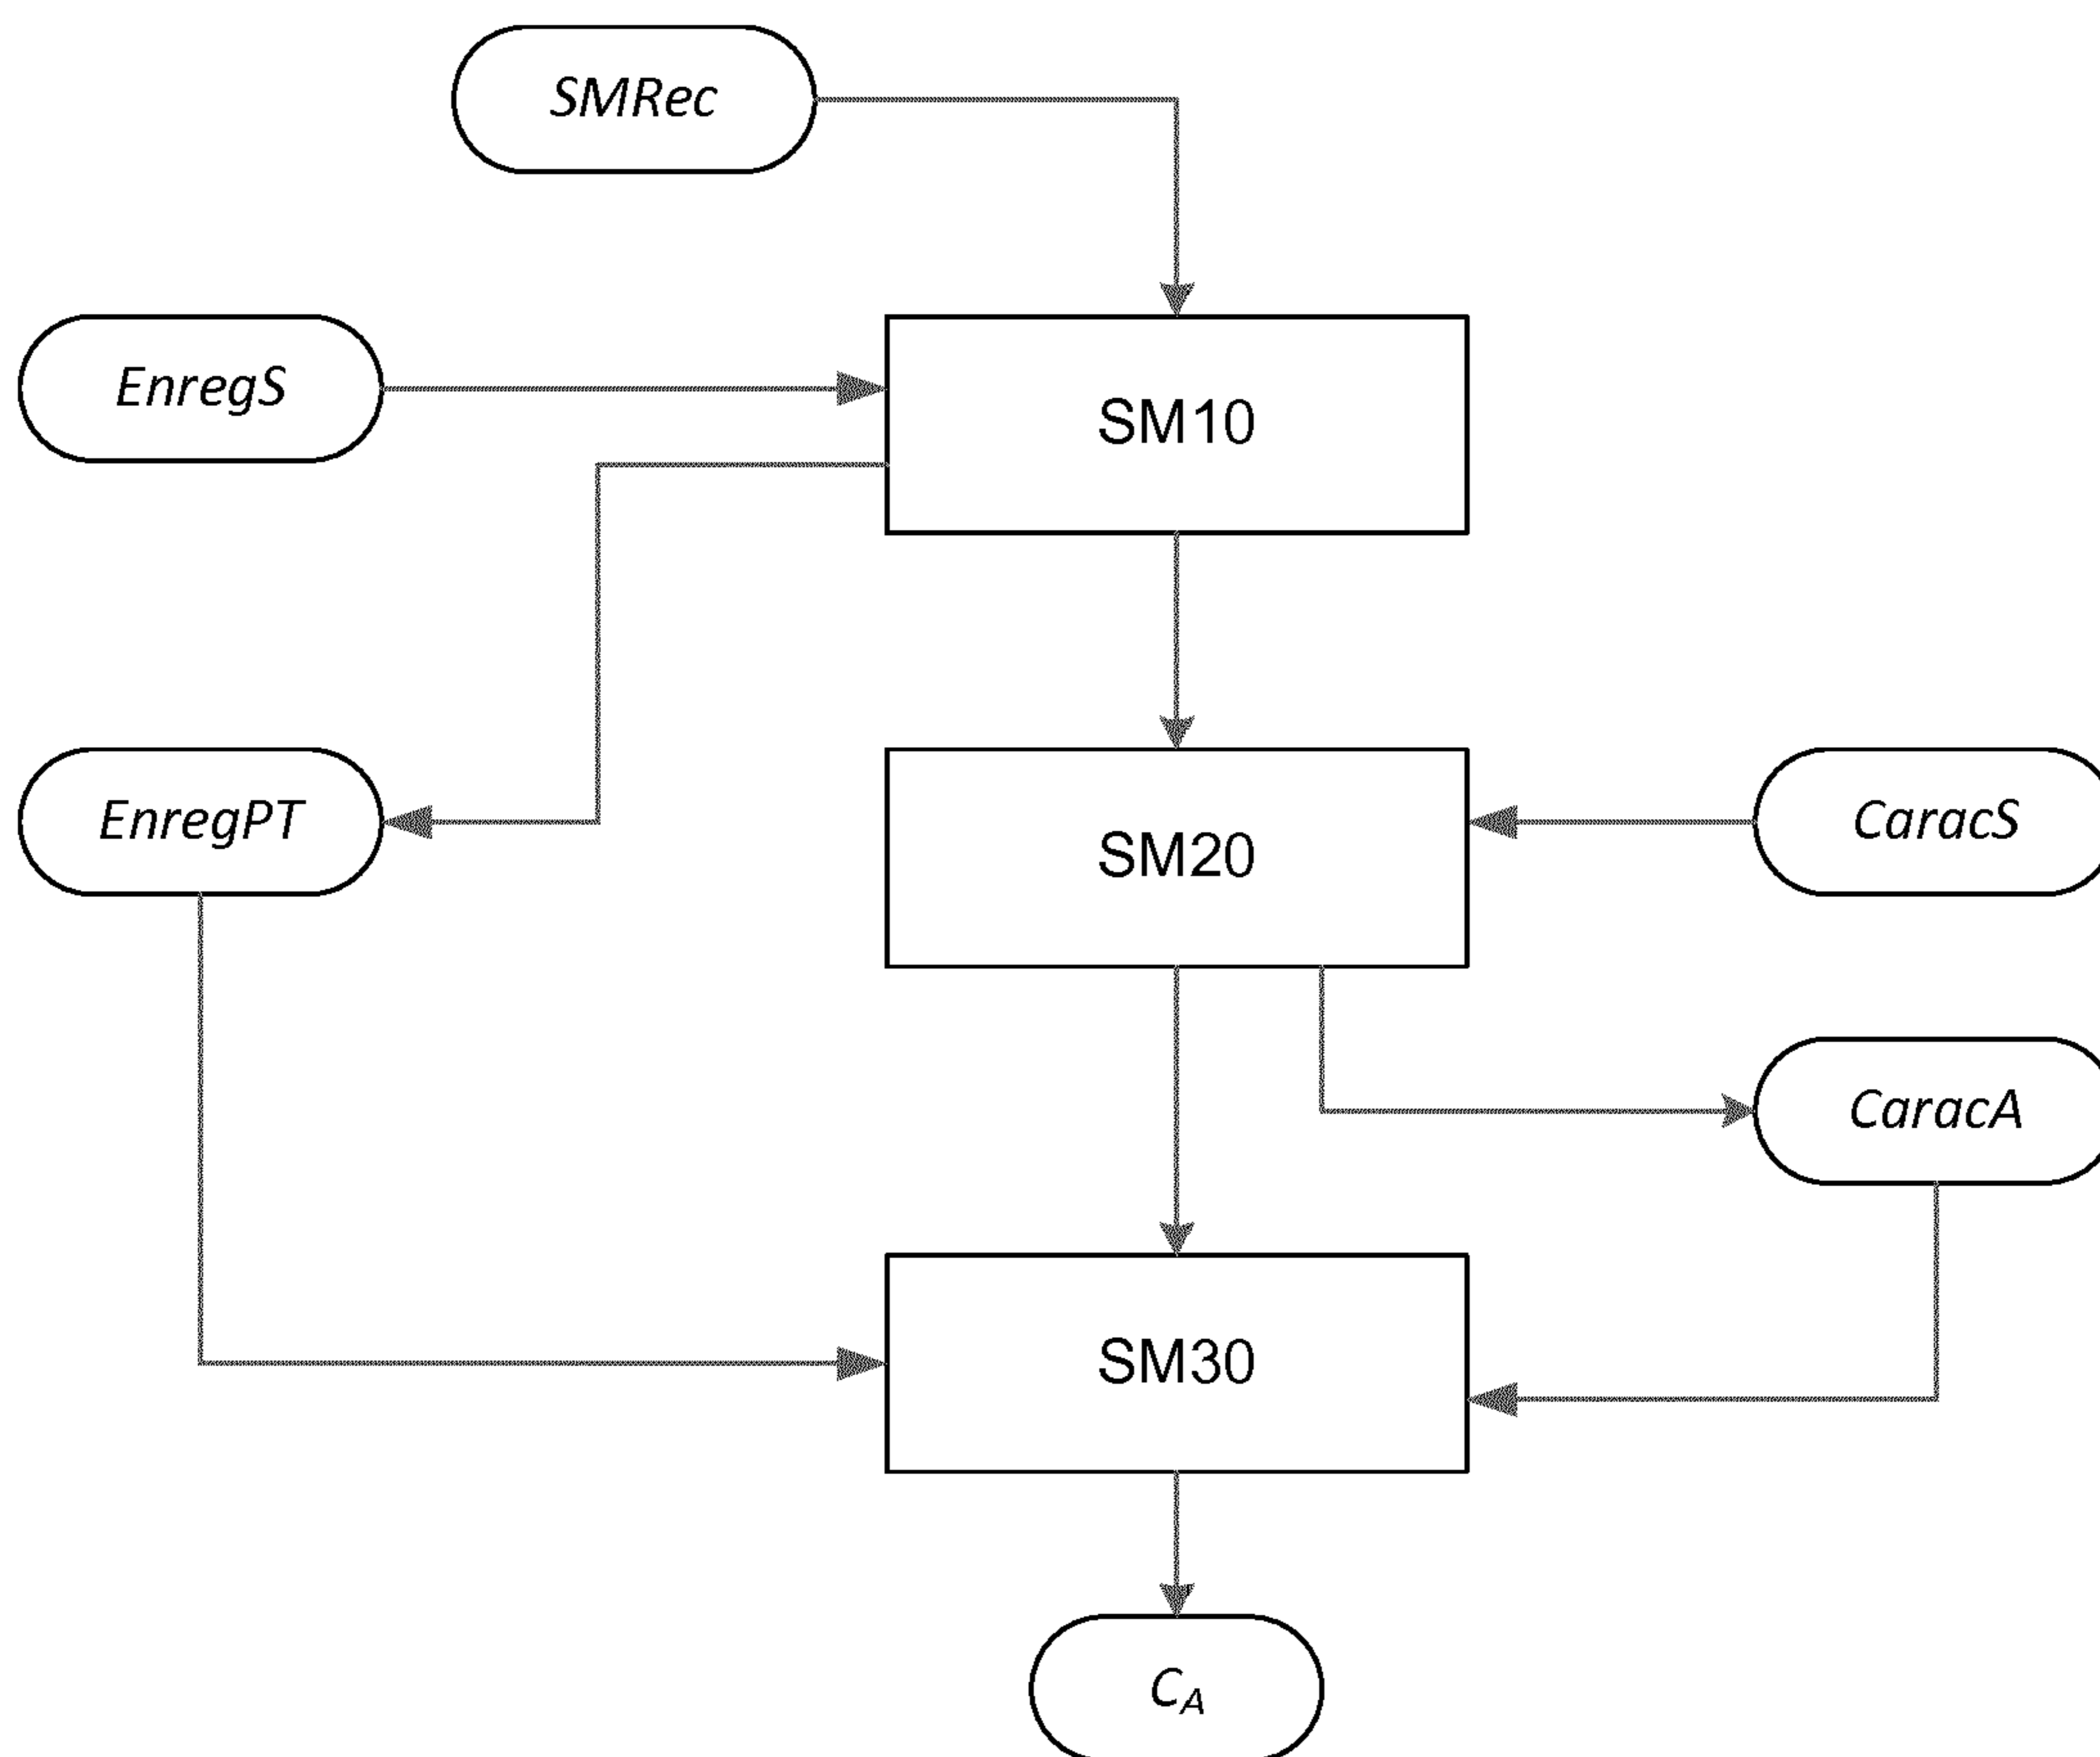 SMRec
EnregS
SM10
EnregPT
SM20
CaracS
CaracA
SM30
C_A